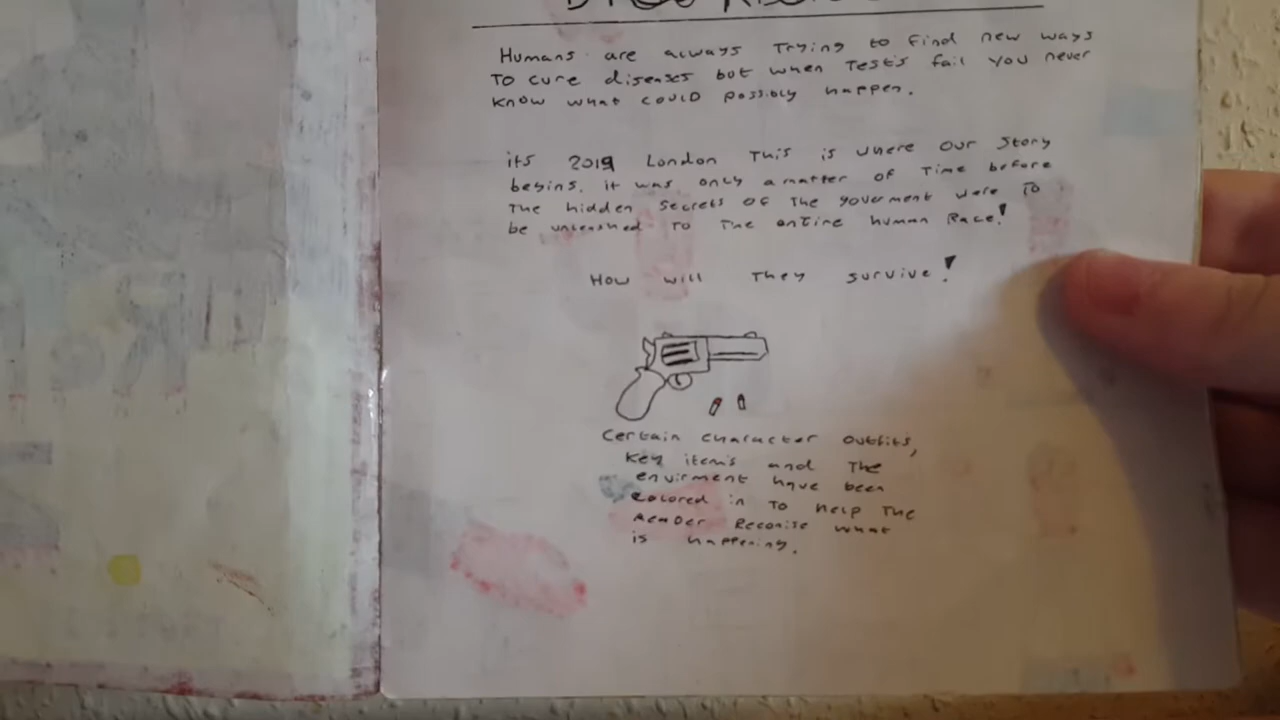 Humans are always Trying to find new ways
To cure diseases but when Tests fail you never
know what could possibly happen.
its 2019 London This is where our story
begins. it was only a matter of Time before
The hidden secrets of The goverment were To
be unleashed To The entire human Race!
How will They survive!
Certain character outfits,
Key item's and The
envirment have been
colored in To help The
Reader Reconise what
is happening.